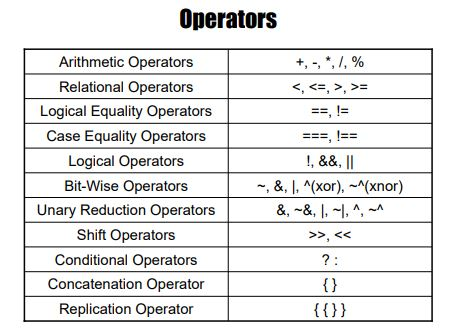 Operators
Arithmetic Operators +, -, *, /, %
Relational Operators <, <=, >, >=
Logical Equality Operators ==, !=
Case Equality Operators ===, !==
Logical Operators !, &&, ||
Bit-Wise Operators ~, &, |, ^(xor), ~^(xnor)
Unary Reduction Operators &, ~&, |, ~|, ^, ~^
Shift Operators >>, <<
Conditional Operators ? :
Concatenation Operator { }
Replication Operator { { } }